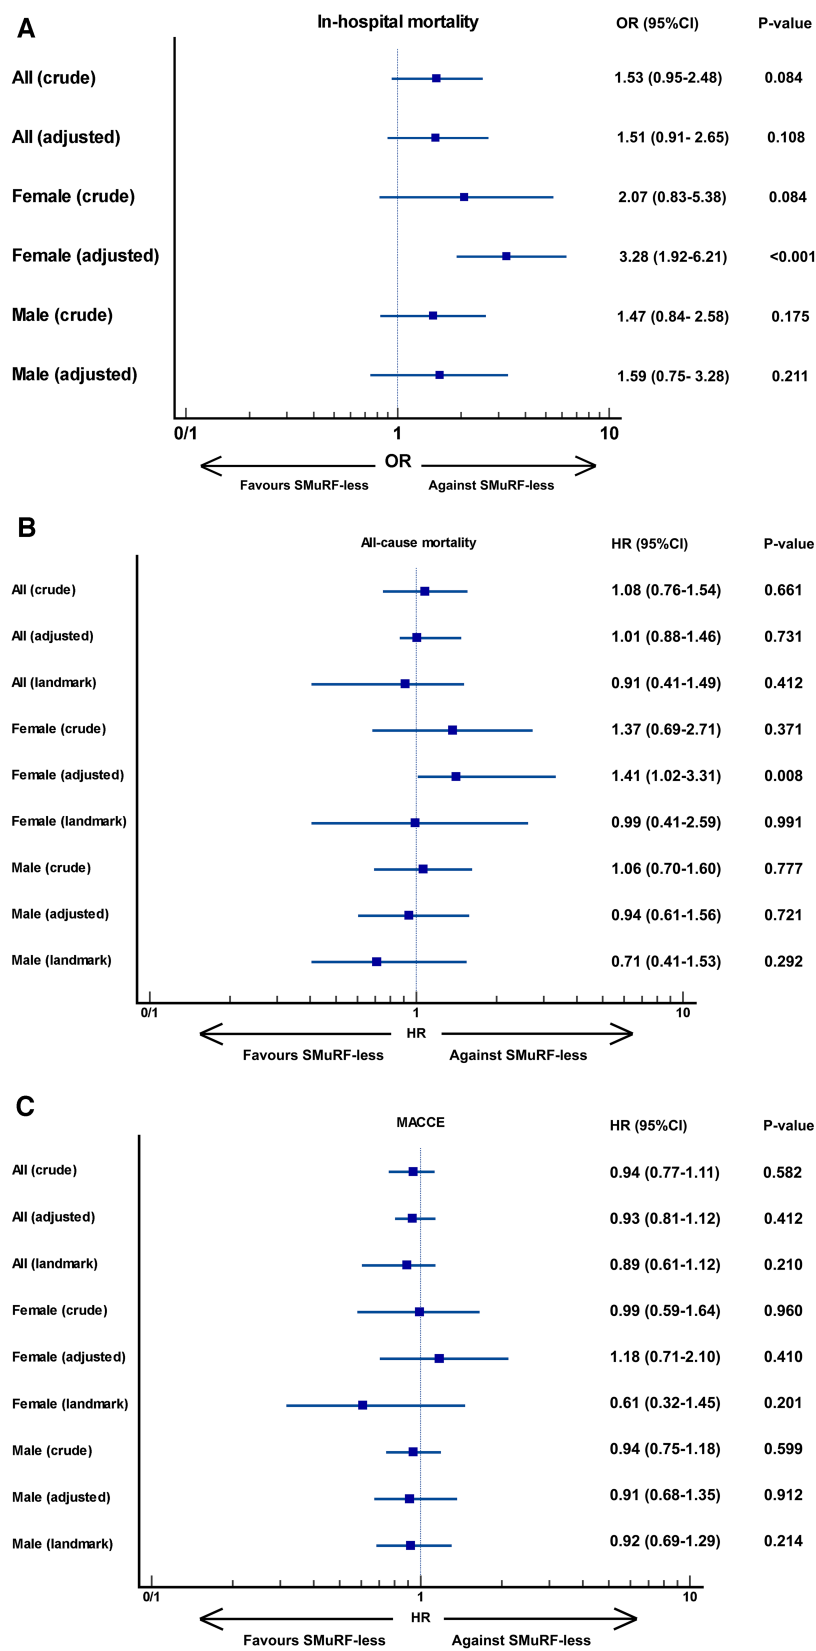 A
In-hospital mortality OR (95%CI) P-value
All (crude) 1.53 (0.95-2.48) 0.084
All (adjusted) 1.51 (0.91- 2.65) 0.108
Female (crude) 2.07 (0.83-5.38) 0.084
Female (adjusted) 3.28 (1.92-6.21) <0.001
Male (crude) 1.47 (0.84- 2.58) 0.175
Male (adjusted) 1.59 (0.75- 3.28) 0.211
0/1 1 10
OR
Favours SMuRF-less Against SMuRF-less
B
All-cause mortality HR (95%CI) P-value
All (crude) 1.08 (0.76-1.54) 0.661
All (adjusted) 1.01 (0.88-1.46) 0.731
All (landmark) 0.91 (0.41-1.49) 0.412
Female (crude) 1.37 (0.69-2.71) 0.371
Female (adjusted) 1.41 (1.02-3.31) 0.008
Female (landmark) 0.99 (0.41-2.59) 0.991
Male (crude) 1.06 (0.70-1.60) 0.777
Male (adjusted) 0.94 (0.61-1.56) 0.721
Male (landmark) 0.71 (0.41-1.53) 0.292
0/1 1 10
HR
Favours SMuRF-less Against SMuRF-less
C
MACCE HR (95%CI) P-value
All (crude) 0.94 (0.77-1.11) 0.582
All (adjusted) 0.93 (0.81-1.12) 0.412
All (landmark) 0.89 (0.61-1.12) 0.210
Female (crude) 0.99 (0.59-1.64) 0.960
Female (adjusted) 1.18 (0.71-2.10) 0.410
Female (landmark) 0.61 (0.32-1.45) 0.201
Male (crude) 0.94 (0.75-1.18) 0.599
Male (adjusted) 0.91 (0.68-1.35) 0.912
Male (landmark) 0.92 (0.69-1.29) 0.214
0/1 1 10
HR
Favours SMuRF-less Against SMuRF-less